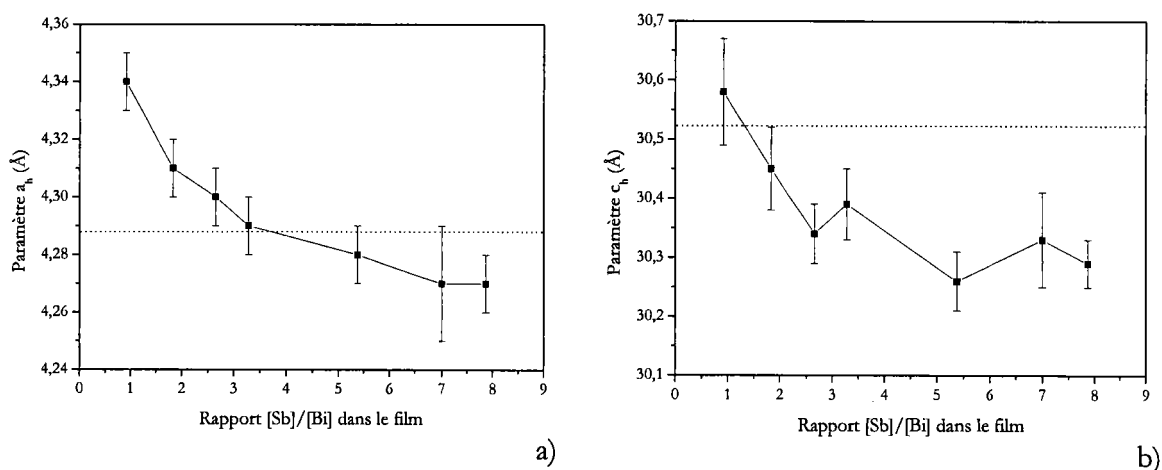 4,36
4,34
4,32
4,30
4,28
4,26
4,24
Paramètre a_h (Å)
0 1 2 3 4 5 6 7 8 9
Rapport [Sb]/[Bi] dans le film
a)
30,7
30,6
30,5
30,4
30,3
30,2
30,1
Paramètre c_h (Å)
0 1 2 3 4 5 6 7 8 9
Rapport [Sb]/[Bi] dans le film
b)